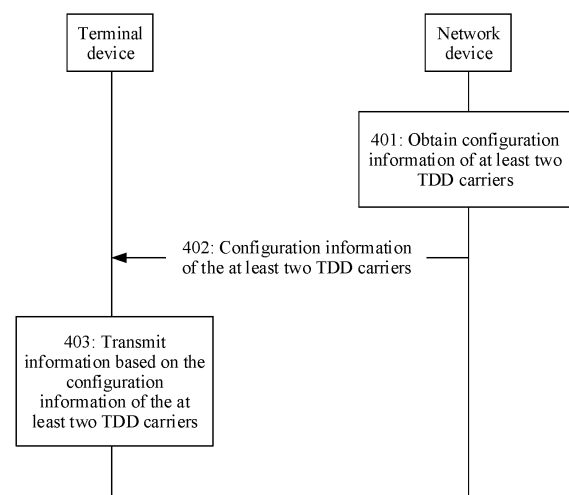 Terminal
device
Network
device
401: Obtain configuration
information of at least two
TDD carriers
402: Configuration information
of the at least two TDD carriers
403: Transmit
information based on the
configuration
information of the at
least two TDD carriers